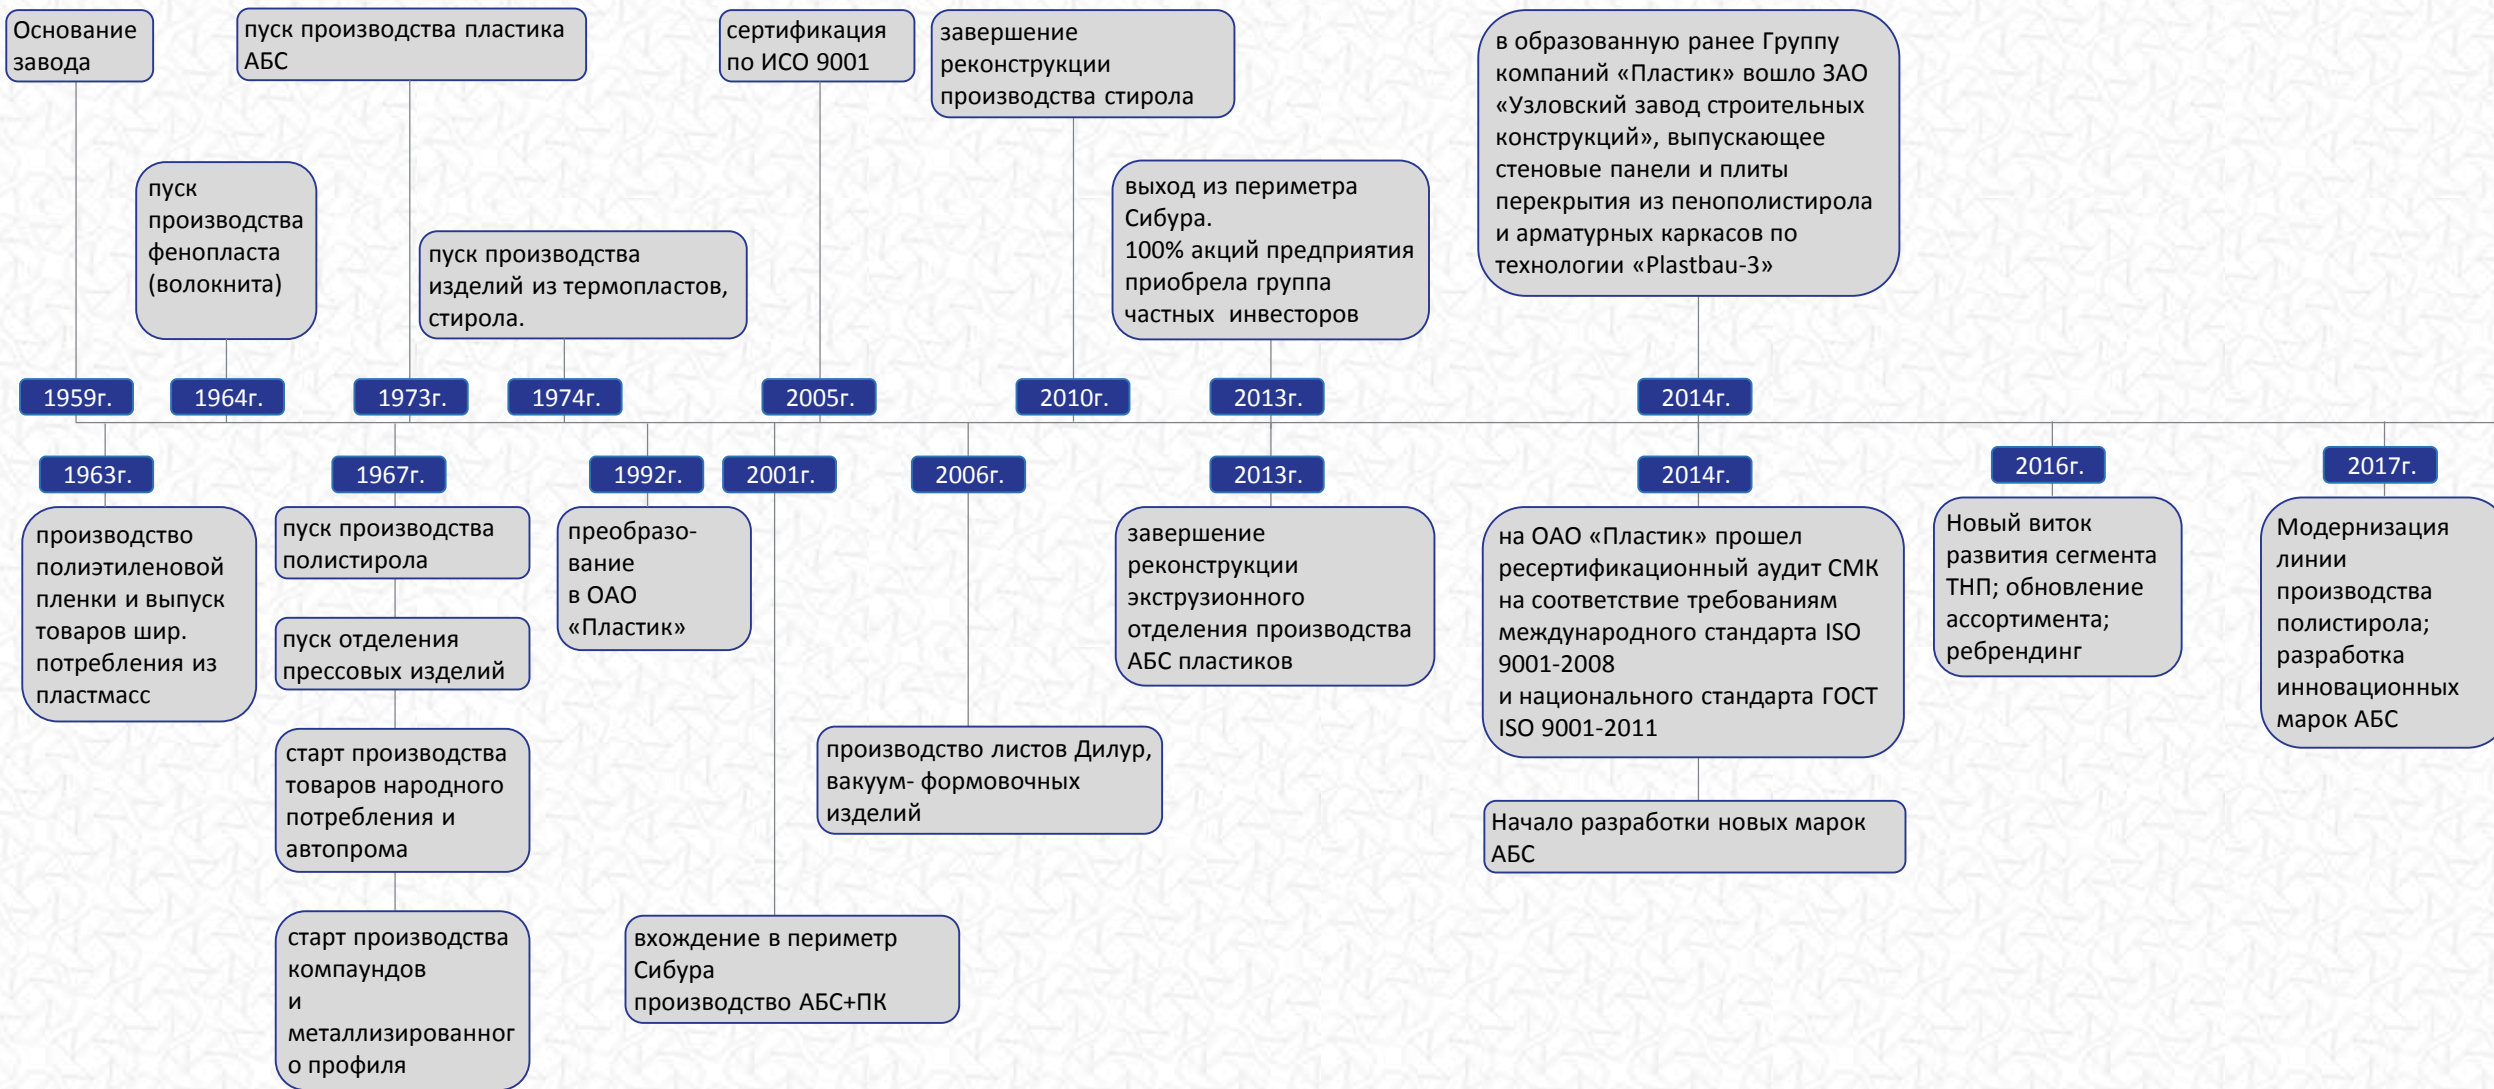 Основание
завода
пуск производства пластика
АБС
сертификация
по ИСО 9001
завершение
реконструкции
производства стирола
в образованную ранее Группу
компаний «Пластик» вошло ЗАО
«Узловский завод строительных
конструкций», выпускающее
стеновые панели и плиты
перекрытия из пенополистирола
и арматурных каркасов по
технологии «Plastbau-3»
пуск
производства
фенопласта
(волокнита)
пуск производства
изделий из термопластов,
стирола.
выход из периметра
Сибура.
100% акций предприятия
приобрела группа
частных инвесторов
1959г.
1964г.
1973г.
1974г.
2005г.
2010г.
2013г.
2014г.
1963г.
1967г.
1992г.
2001г.
2006г.
2013г.
2014г.
2016г.
2017г.
производство
полиэтиленовой
пленки и выпуск
товаров шир.
потребления из
пластмасс
пуск производства
полистирола
пуск отделения
прессовых изделий
старт производства
товаров народного
потребления и
автопрома
старт производства
компаундов
и
металлизированног
о профиля
преобразо-
вание
в ОАО
«Пластик»
вхождение в периметр
Сибура
производство АБС+ПК
производство листов Дилур,
вакуум- формовочных
изделий
завершение
реконструкции
экструзионного
отделения производства
АБС пластиков
на ОАО «Пластик» прошел
ресертификационный аудит СМК
на соответствие требованиям
международного стандарта ISO
9001-2008
и национального стандарта ГОСТ
ISO 9001-2011
Начало разработки новых марок
АБС
Новый виток
развития сегмента
ТНП; обновление
ассортимента;
ребрендинг
Модернизация
линии
производства
полистирола;
разработка
инновационных
марок АБС